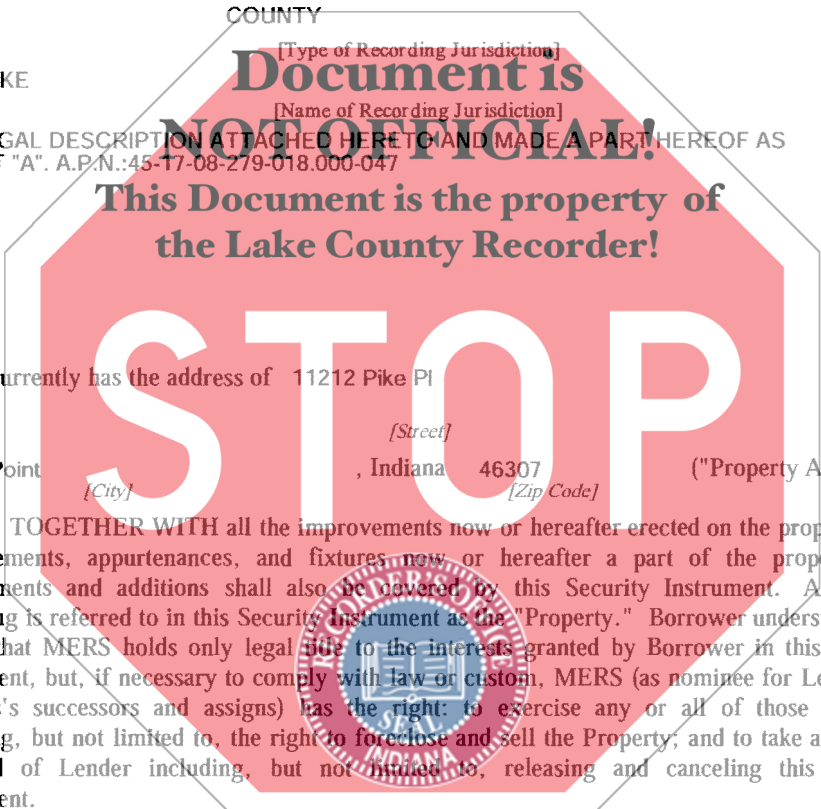 COUNTY
[Type of Recording Jurisdiction]
Document is
KE
[Name of Recording Jurisdiction]
NOT OFFICIAL!
GAL DESCRIPTION ATTACHED HERETO AND MADE A PART HEREOF AS
"A". A.P.N.:45-17-08-279-018.000-047
This Document is the property of
the Lake County Recorder!
STOP
urrently has the address of 11212 Pike Pl
[Street]
Point , Indiana 46307 ("Property A
[City] [Zip Code]
TOGETHER WITH all the improvements now or hereafter erected on the prop
ements, appurtenances, and fixtures now or hereafter a part of the prope
ments and additions shall also be covered by this Security Instrument. A
g is referred to in this Security Instrument as the "Property." Borrower unders
hat MERS holds only legal title to the interests granted by Borrower in this
ent, but, if necessary to comply with law or custom, MERS (as nominee for Le
's successors and assigns) has the right: to exercise any or all of those
g, but not limited to, the right to foreclose and sell the Property; and to take a
of Lender including, but not limited to, releasing and canceling this
ent.
RECORDER'S OFFICE
SEAL
INDIANA